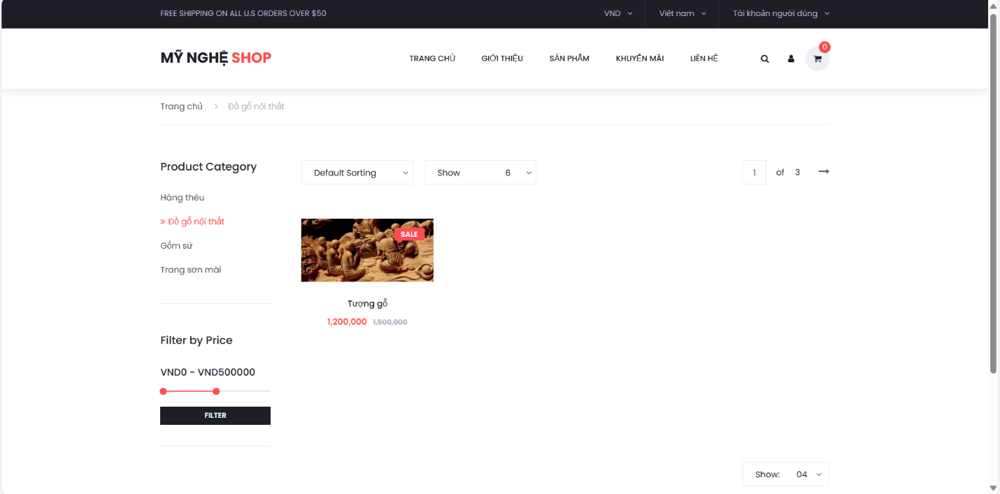 FREE SHIPPING ON ALL U.S ORDERS OVER $50 VND Việt nam Tài khoản người dùng
MỸ NGHỆ SHOP TRANG CHỦ GIỚI THIỆU SẢN PHẨM KHUYẾN MÃI LIÊN HỆ 0
Trang chủ > Đồ gỗ nội thất
Product Category
Hàng thêu
» Đồ gỗ nội thất
Gốm sứ
Trang sơn mài
Filter by Price
VND0 - VND500000
FILTER
Default Sorting Show 6 1 of 3 →
SALE
Tượng gỗ
1,200,000 1,500,000
Show: 04